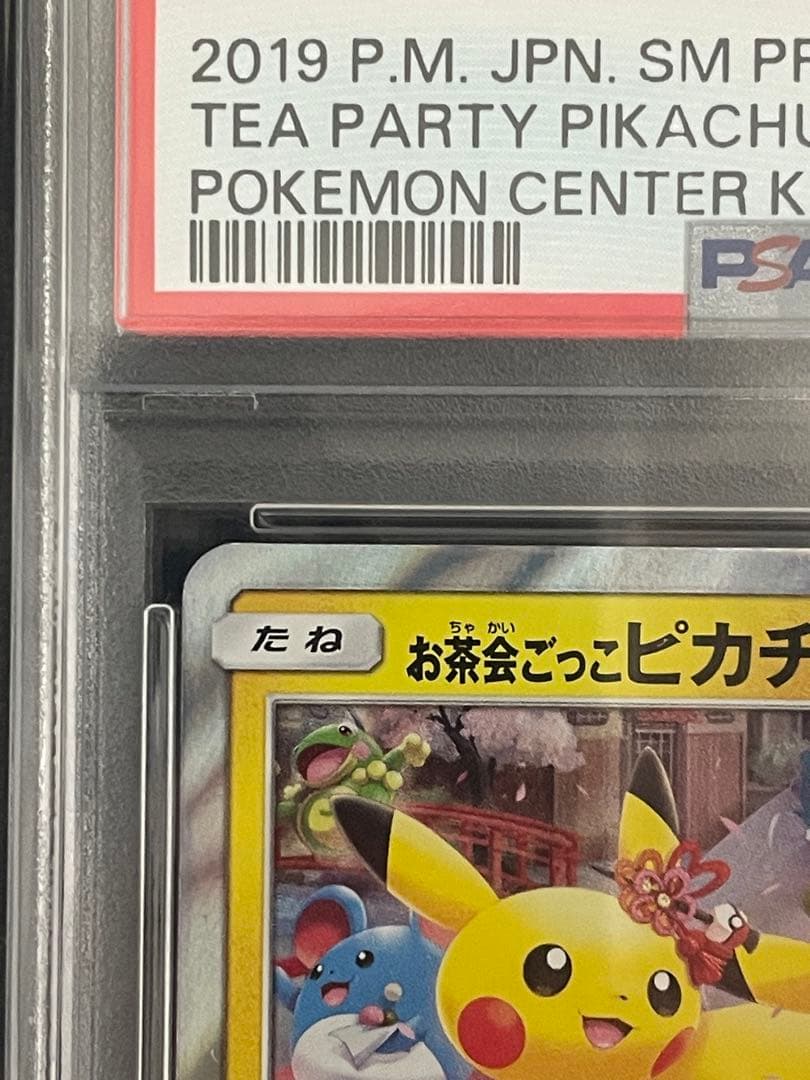 2019 P.M. JPN. SM PR
TEA PARTY PIKACHU
POKEMON CENTER K
PSA
たね
ちゃ かい
お茶会ごっこピカチ